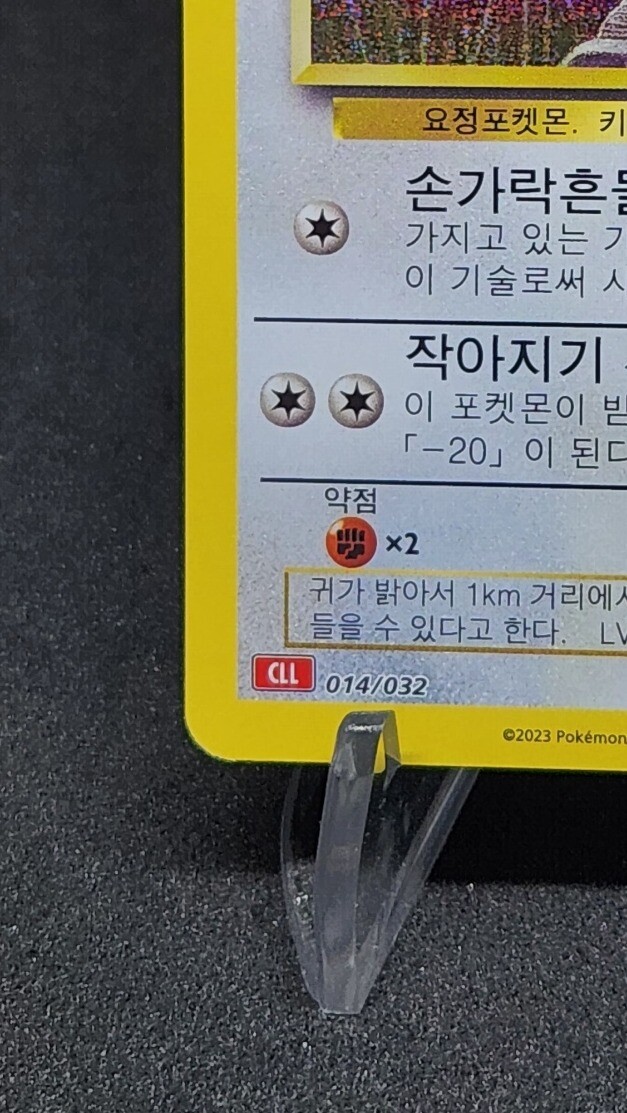 요정포켓몬. 키
손가락흔들
가지고 있는
이 기술로써
작아지기
이 포켓몬이 받
「-20」이 된다
약점
×2
귀가 밝아서 1km 거리에서
들을 수 있다고 한다. LV
CLL 014/032
©2023 Pokémon